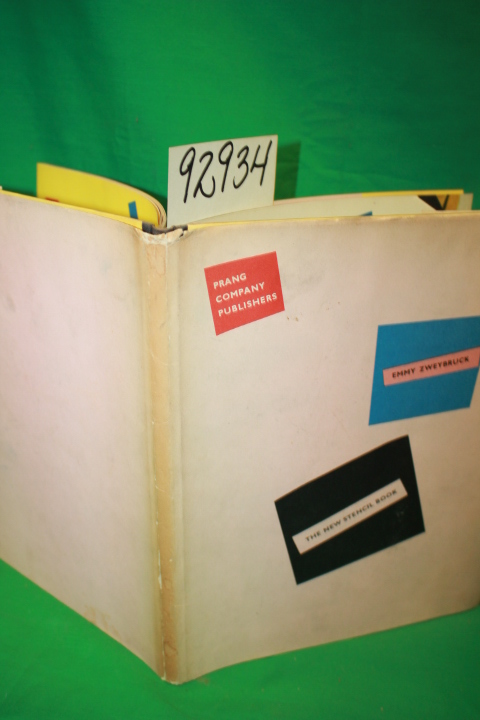 92934
PRANG
COMPANY
PUBLISHERS
EMMY ZWEYBRUCK
THE NEW STENCIL BOOK